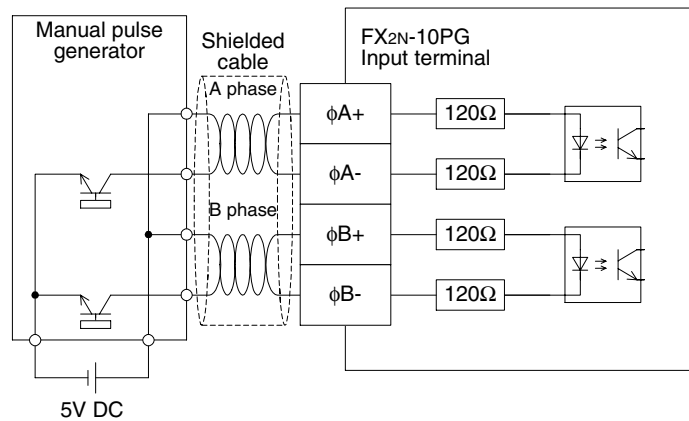 Manual pulse
generator
Shielded
cable
FX2N-10PG
Input terminal
A phase
φA+
120Ω
φA-
120Ω
B phase
φB+
120Ω
φB-
120Ω
5V DC